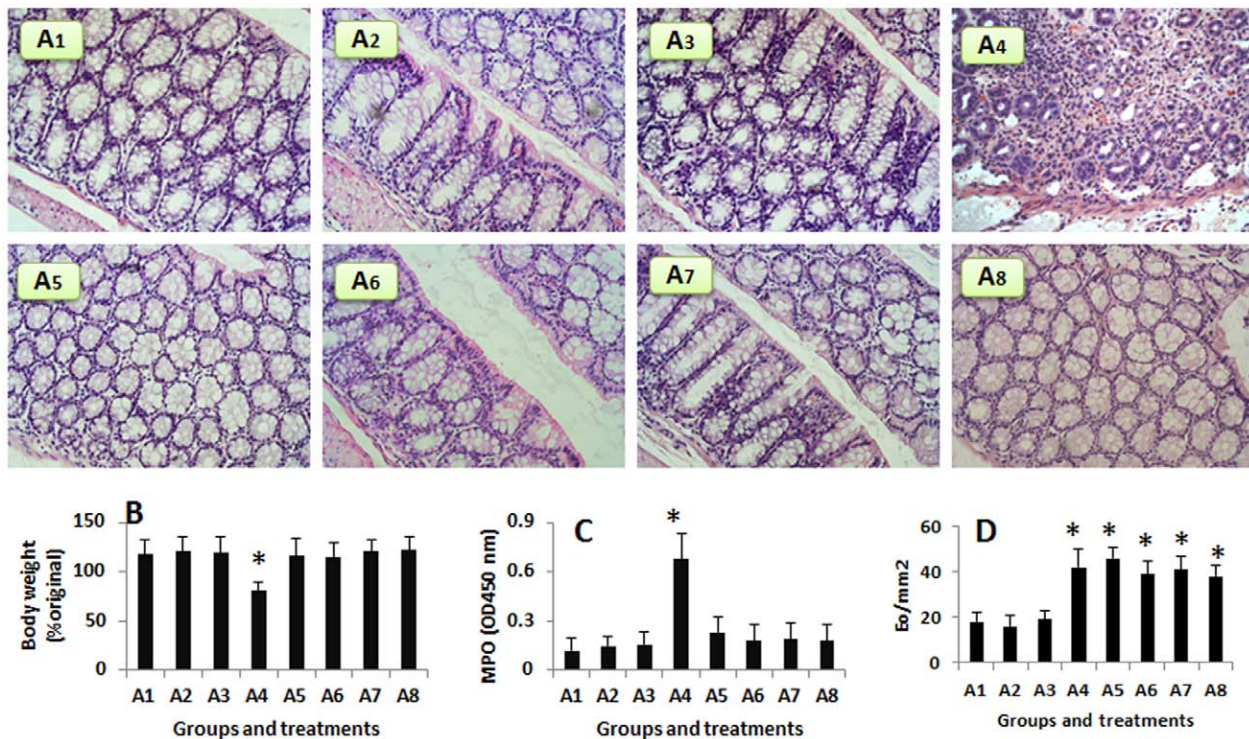 A1 A2 A3 A4
A5 A6 A7 A8
B
Body weight
(%original)
150
100
50
0
*
A1 A2 A3 A4 A5 A6 A7 A8
Groups and treatments
C
MPO (OD450 nm)
0.9
0.6
0.3
0
*
A1 A2 A3 A4 A5 A6 A7 A8
Groups and treatments
D
Eo/mm2
60
40
20
0
* * * * *
A1 A2 A3 A4 A5 A6 A7 A8
Groups and treatments